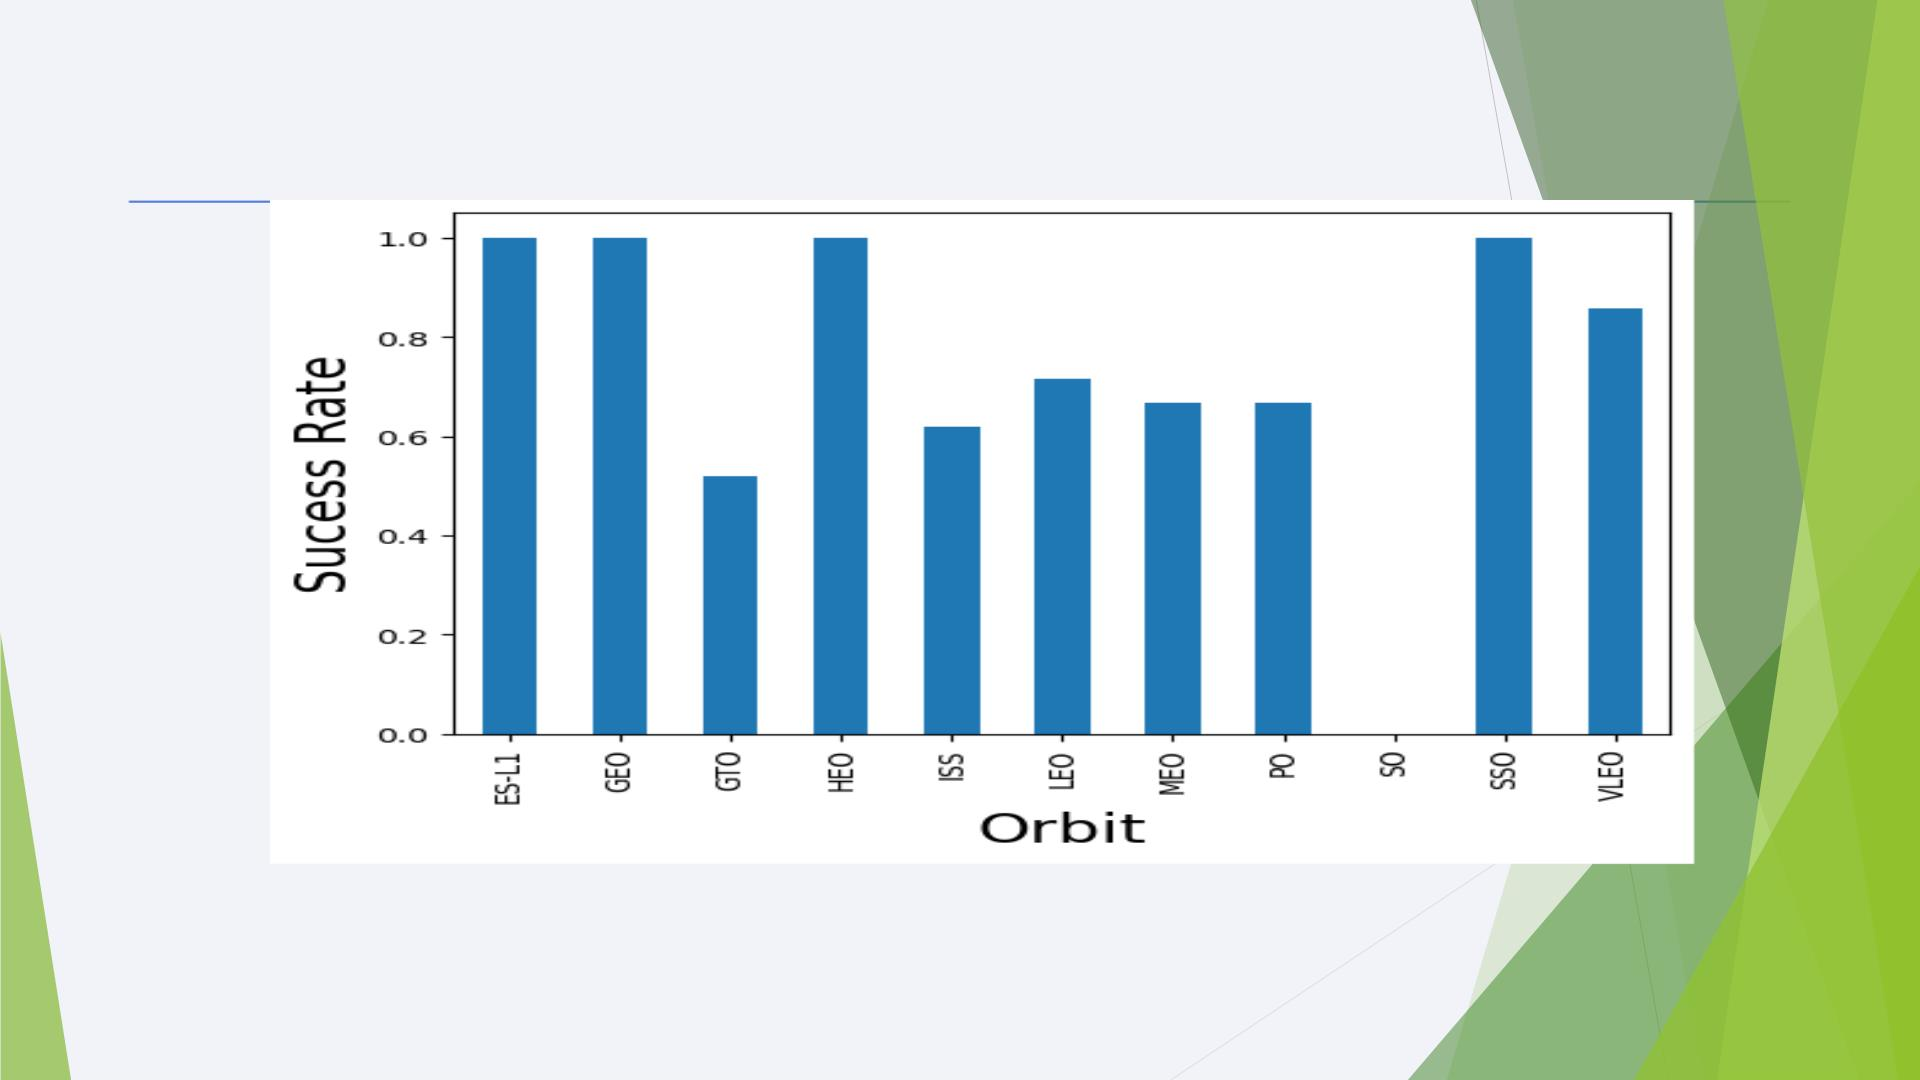 1.0
0.8
0.6
0.4
0.2
0.0
Sucess Rate
ES-L1
GEO
GTO
HEO
ISS
LEO
MEO
PO
SO
SSO
VLEO
Orbit